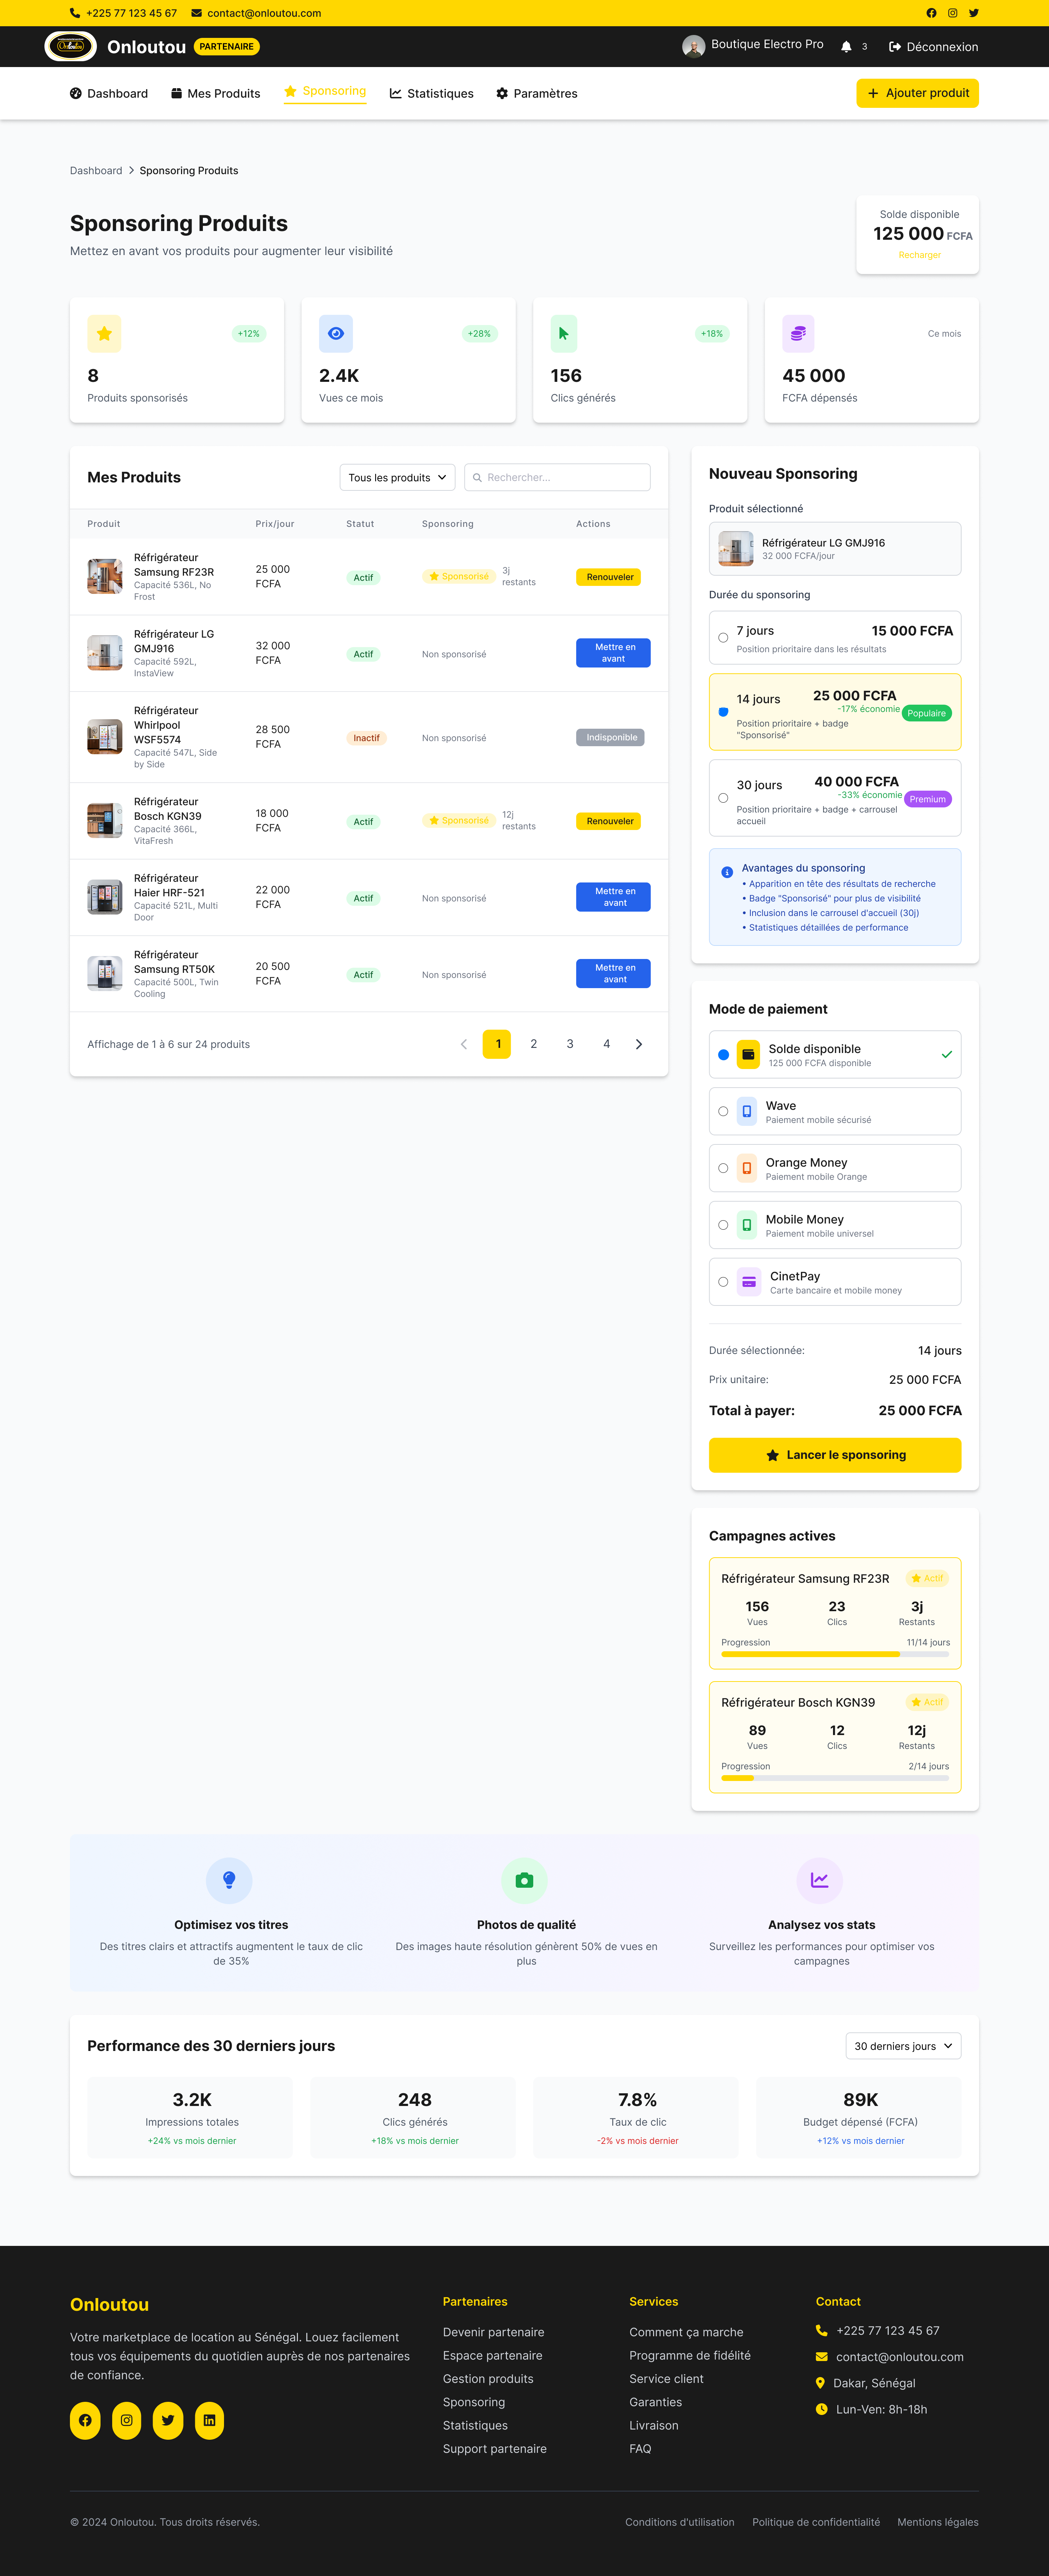 +225 77 123 45 67 contact@onloutou.com
Onloutou Onloutou PARTENAIRE Boutique Electro Pro 3 Déconnexion
Dashboard Mes Produits Sponsoring Statistiques Paramètres Ajouter produit
Dashboard Sponsoring Produits
Sponsoring Produits
Mettez en avant vos produits pour augmenter leur visibilité
Solde disponible
125 000 FCFA
Recharger
+12%
8
Produits sponsorisés
+28%
2.4K
Vues ce mois
+18%
156
Clics générés
Ce mois
45 000
FCFA dépensés
Mes Produits Tous les produits Rechercher...
Produit Prix/jour Statut Sponsoring Actions
Réfrigérateur
Samsung RF23R
Capacité 536L, No
Frost
25 000
FCFA
Actif
Sponsorisé
3j
restants
Renouveler
Réfrigérateur LG
GMJ916
Capacité 592L,
InstaView
32 000
FCFA
Actif
Non sponsorisé
Mettre en
avant
Réfrigérateur
Whirlpool
WSF5574
Capacité 547L, Side
by Side
28 500
FCFA
Inactif
Non sponsorisé
Indisponible
Réfrigérateur
Bosch KGN39
Capacité 366L,
VitaFresh
18 000
FCFA
Actif
Sponsorisé
12j
restants
Renouveler
Réfrigérateur
Haier HRF-521
Capacité 521L, Multi
Door
22 000
FCFA
Actif
Non sponsorisé
Mettre en
avant
Réfrigérateur
Samsung RT50K
Capacité 500L, Twin
Cooling
20 500
FCFA
Actif
Non sponsorisé
Mettre en
avant
Affichage de 1 à 6 sur 24 produits 1 2 3 4
Nouveau Sponsoring
Produit sélectionné
Réfrigérateur LG GMJ916
32 000 FCFA/jour
Durée du sponsoring
7 jours 15 000 FCFA
Position prioritaire dans les résultats
14 jours 25 000 FCFA
-17% économie Populaire
Position prioritaire + badge
"Sponsorisé"
30 jours 40 000 FCFA
-33% économie Premium
Position prioritaire + badge + carrousel
accueil
Avantages du sponsoring
• Apparition en tête des résultats de recherche
• Badge "Sponsorisé" pour plus de visibilité
• Inclusion dans le carrousel d'accueil (30j)
• Statistiques détaillées de performance
Mode de paiement
Solde disponible
125 000 FCFA disponible
Wave
Paiement mobile sécurisé
Orange Money
Paiement mobile Orange
Mobile Money
Paiement mobile universel
CinetPay
Carte bancaire et mobile money
Durée sélectionnée: 14 jours
Prix unitaire: 25 000 FCFA
Total à payer: 25 000 FCFA
Lancer le sponsoring
Campagnes actives
Réfrigérateur Samsung RF23R Actif
156 23 3j
Vues Clics Restants
Progression 11/14 jours
Réfrigérateur Bosch KGN39 Actif
89 12 12j
Vues Clics Restants
Progression 2/14 jours
Optimisez vos titres
Des titres clairs et attractifs augmentent le taux de clic
de 35%
Photos de qualité
Des images haute résolution génèrent 50% de vues en
plus
Analysez vos stats
Surveillez les performances pour optimiser vos
campagnes
Performance des 30 derniers jours 30 derniers jours
3.2K
Impressions totales
+24% vs mois dernier
248
Clics générés
+18% vs mois dernier
7.8%
Taux de clic
-2% vs mois dernier
89K
Budget dépensé (FCFA)
+12% vs mois dernier
Onloutou
Votre marketplace de location au Sénégal. Louez facilement
tous vos équipements du quotidien auprès de nos partenaires
de confiance.
Partenaires
Devenir partenaire
Espace partenaire
Gestion produits
Sponsoring
Statistiques
Support partenaire
Services
Comment ça marche
Programme de fidélité
Service client
Garanties
Livraison
FAQ
Contact
+225 77 123 45 67
contact@onloutou.com
Dakar, Sénégal
Lun-Ven: 8h-18h
© 2024 Onloutou. Tous droits réservés. Conditions d'utilisation Politique de confidentialité Mentions légales